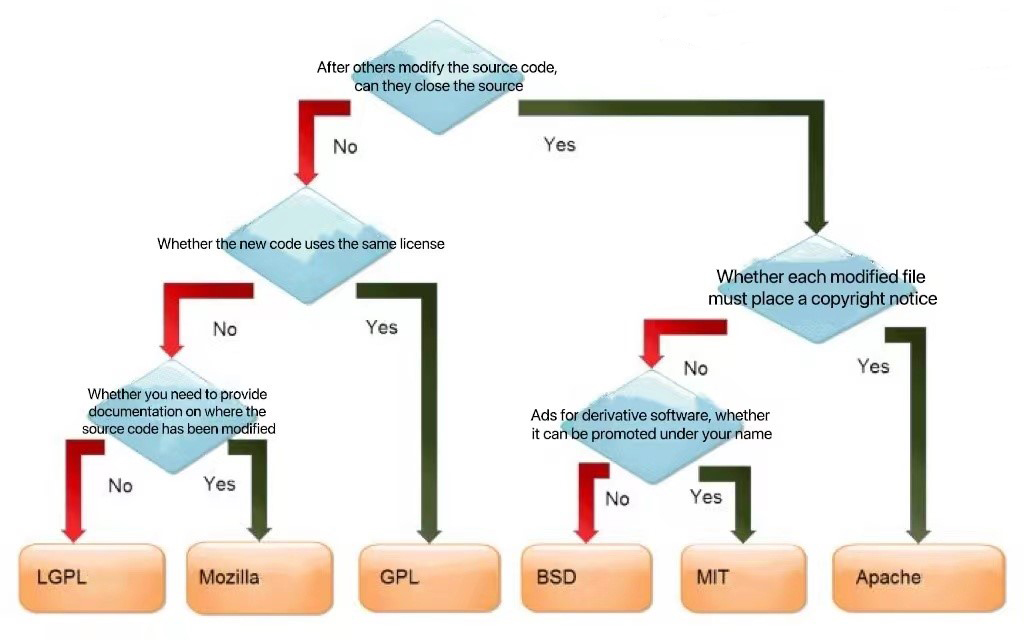 After others modify the source code,
can they close the source
No
Yes
Whether the new code uses the same license
Whether each modified file
must place a copyright notice
No
Yes
No
Yes
Whether you need to provide
documentation on where the
source code has been modified
Ads for derivative software, whether
it can be promoted under your name
No
Yes
No
Yes
LGPL
Mozilla
GPL
BSD
MIT
Apache